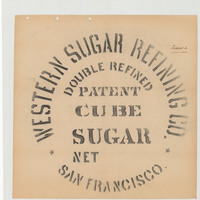 WESTERN SUGAR REFINING CO.
DOUBLE REFINED
PATENT
CUBE
SUGAR
NET
SAN FRANCISCO.